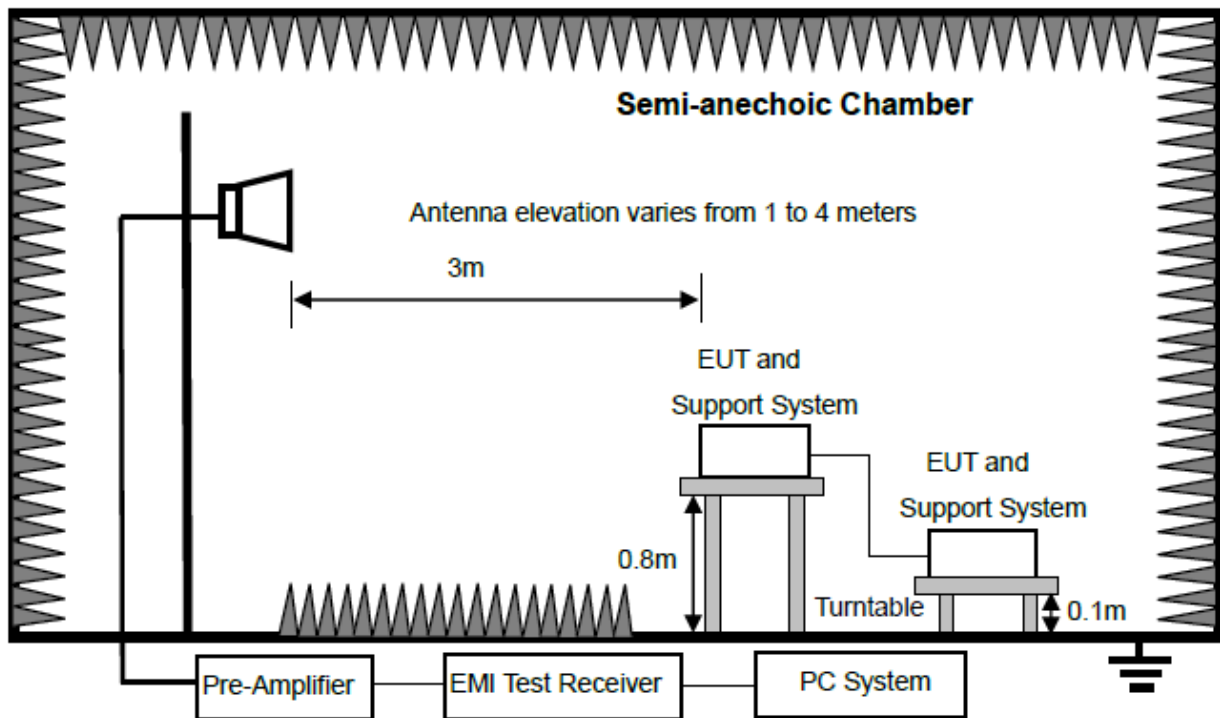 Semi-anechoic Chamber
Antenna elevation varies from 1 to 4 meters
3m
EUT and
Support System
EUT and
Support System
0.8m
Turntable
0.1m
Pre-Amplifier
EMI Test Receiver
PC System